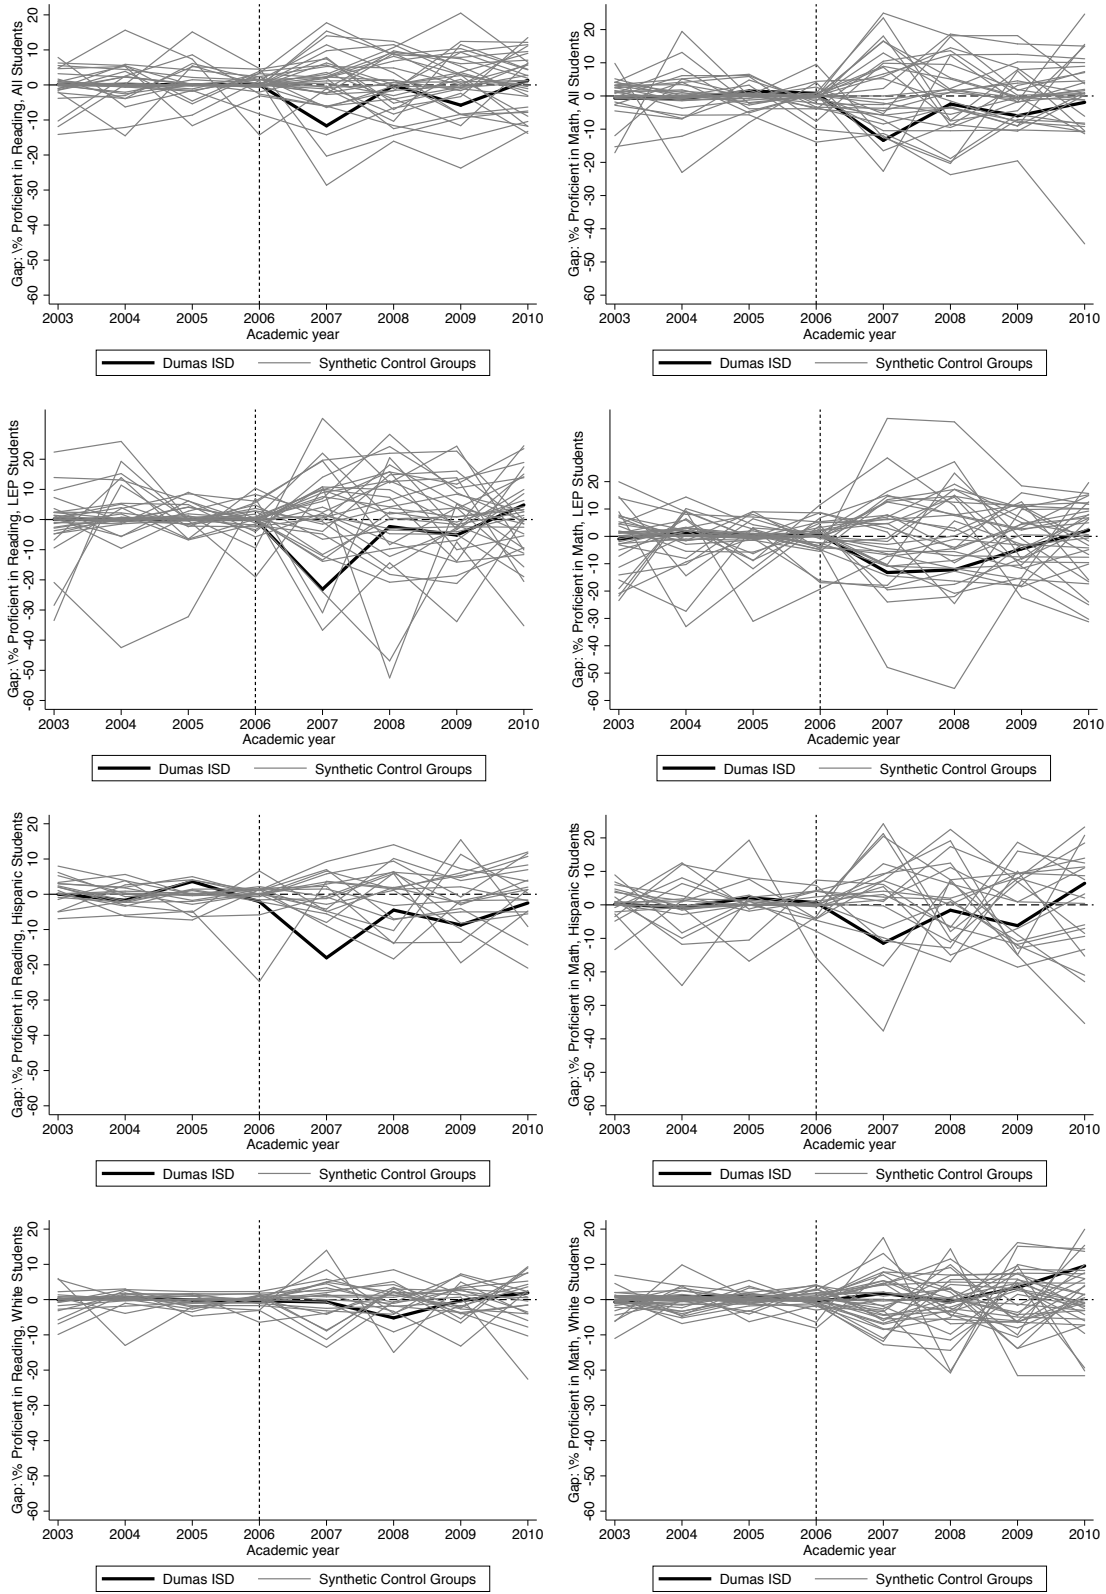 Gap: \% Proficient in Reading, All Students
20
10
0
-10
-20
-30
-40
-50
-60
2003 2004 2005 2006 2007 2008 2009 2010
Academic year
Dumas ISD Synthetic Control Groups
Gap: \% Proficient in Math, All Students
20
10
0
-10
-20
-30
-40
-50
-60
2003 2004 2005 2006 2007 2008 2009 2010
Academic year
Dumas ISD Synthetic Control Groups
Gap: \% Proficient in Reading, LEP Students
20
10
0
-10
-20
-30
-40
-50
-60
2003 2004 2005 2006 2007 2008 2009 2010
Academic year
Dumas ISD Synthetic Control Groups
Gap: \% Proficient in Math, LEP Students
20
10
0
-10
-20
-30
-40
-50
-60
2003 2004 2005 2006 2007 2008 2009 2010
Academic year
Dumas ISD Synthetic Control Groups
Gap: \% Proficient in Reading, Hispanic Students
20
10
0
-10
-20
-30
-40
-50
-60
2003 2004 2005 2006 2007 2008 2009 2010
Academic year
Dumas ISD Synthetic Control Groups
Gap: \% Proficient in Math, Hispanic Students
20
10
0
-10
-20
-30
-40
-50
-60
2003 2004 2005 2006 2007 2008 2009 2010
Academic year
Dumas ISD Synthetic Control Groups
Gap: \% Proficient in Reading, White Students
20
10
0
-10
-20
-30
-40
-50
-60
2003 2004 2005 2006 2007 2008 2009 2010
Academic year
Dumas ISD Synthetic Control Groups
Gap: \% Proficient in Math, White Students
20
10
0
-10
-20
-30
-40
-50
-60
2003 2004 2005 2006 2007 2008 2009 2010
Academic year
Dumas ISD Synthetic Control Groups